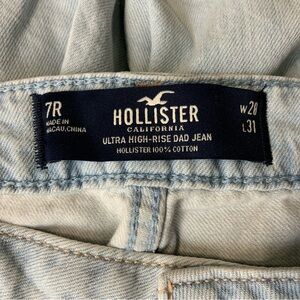 7R
MADE IN
MACAU, CHINA
HOLLISTER
CALIFORNIA
ULTRA HIGH-RISE DAD JEAN
HOLLISTER 100% COTTON
W28
L31